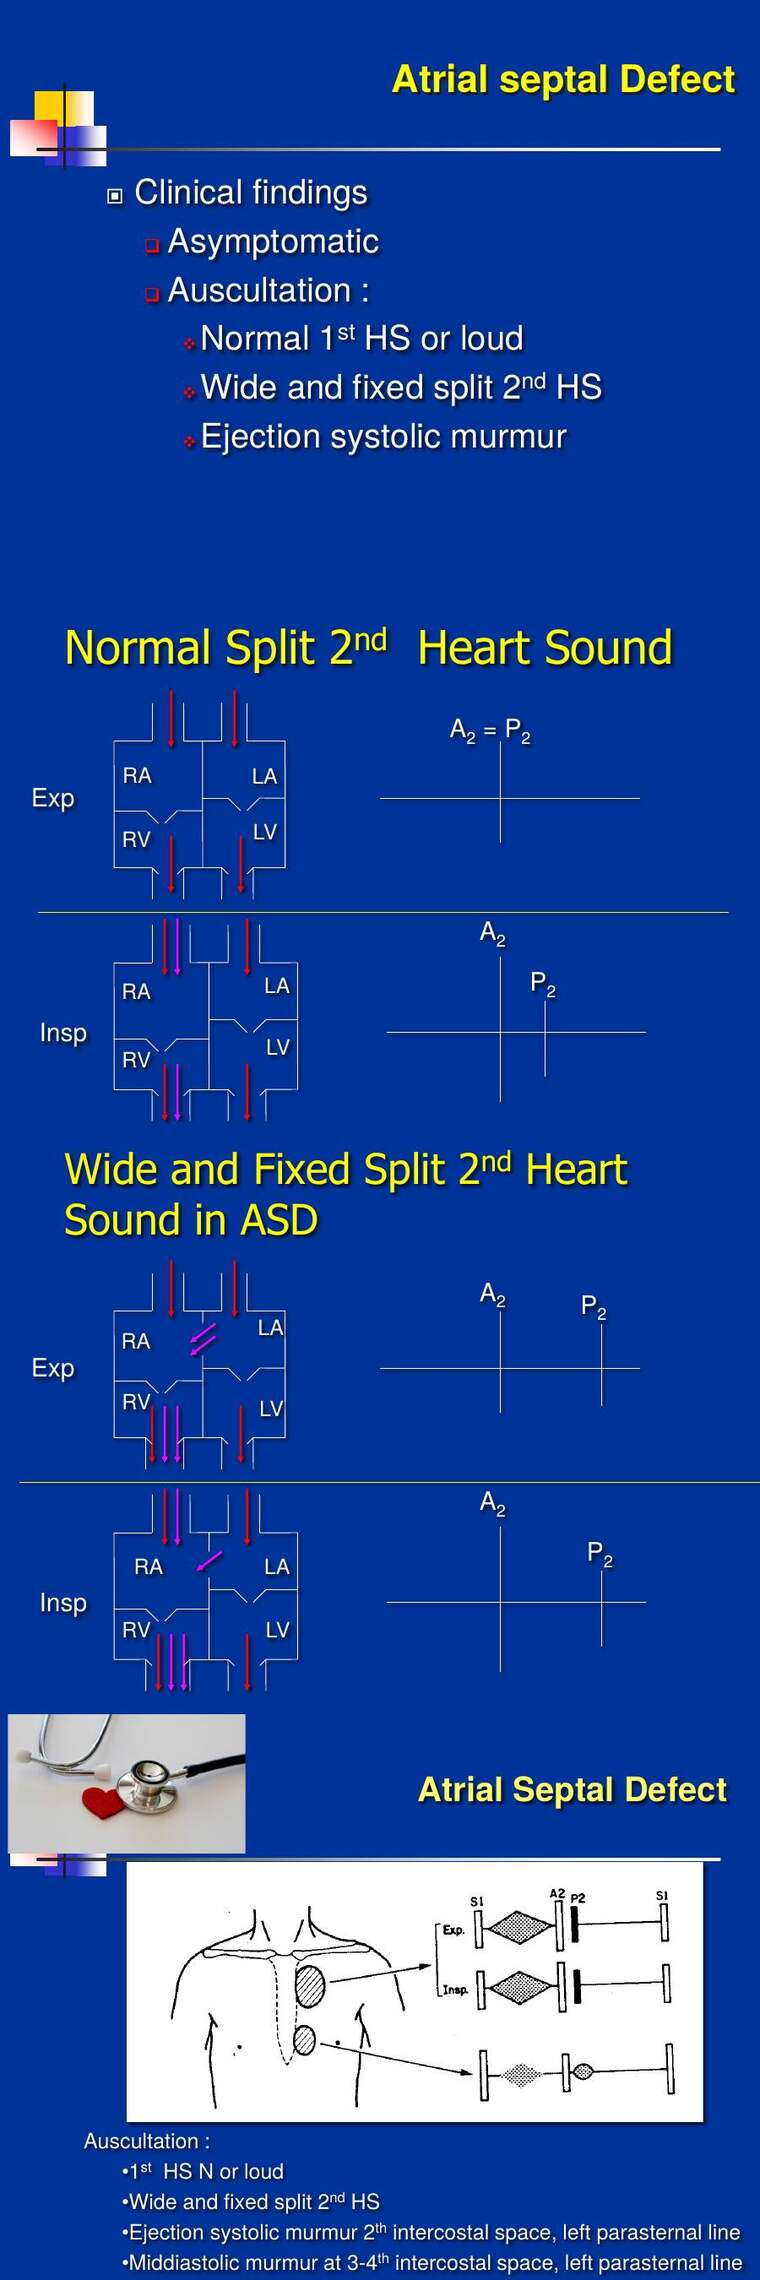 Atrial septal Defect
Clinical findings
Asymptomatic
Auscultation :
Normal 1st HS or loud
Wide and fixed split 2nd HS
Ejection systolic murmur
Normal Split 2nd Heart Sound
A2 = P2
RA LA
Exp
RV LV
A2
P2
RA LA
Insp
RV LV
Wide and Fixed Split 2nd Heart
Sound in ASD
A2 P2
RA LA
Exp
RV LV
A2
P2
RA LA
Insp
RV LV
Atrial Septal Defect
S1 A2 P2 S1
Exp.
Insp.
Auscultation :
•1st HS N or loud
•Wide and fixed split 2nd HS
•Ejection systolic murmur 2th intercostal space, left parasternal line
•Middiastolic murmur at 3-4th intercostal space, left parasternal line